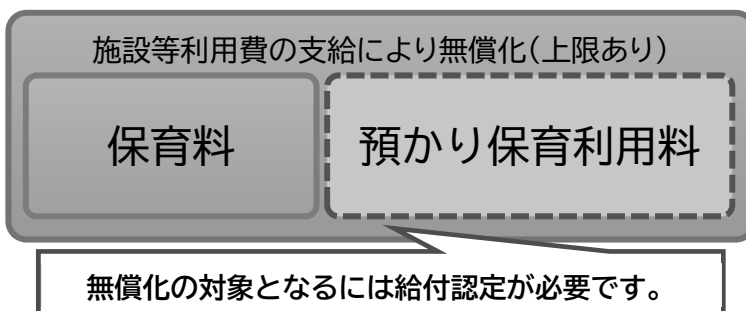 施設等利用費の支給により無償化(上限あり)
保育料
預かり保育利用料
無償化の対象となるには給付認定が必要です。